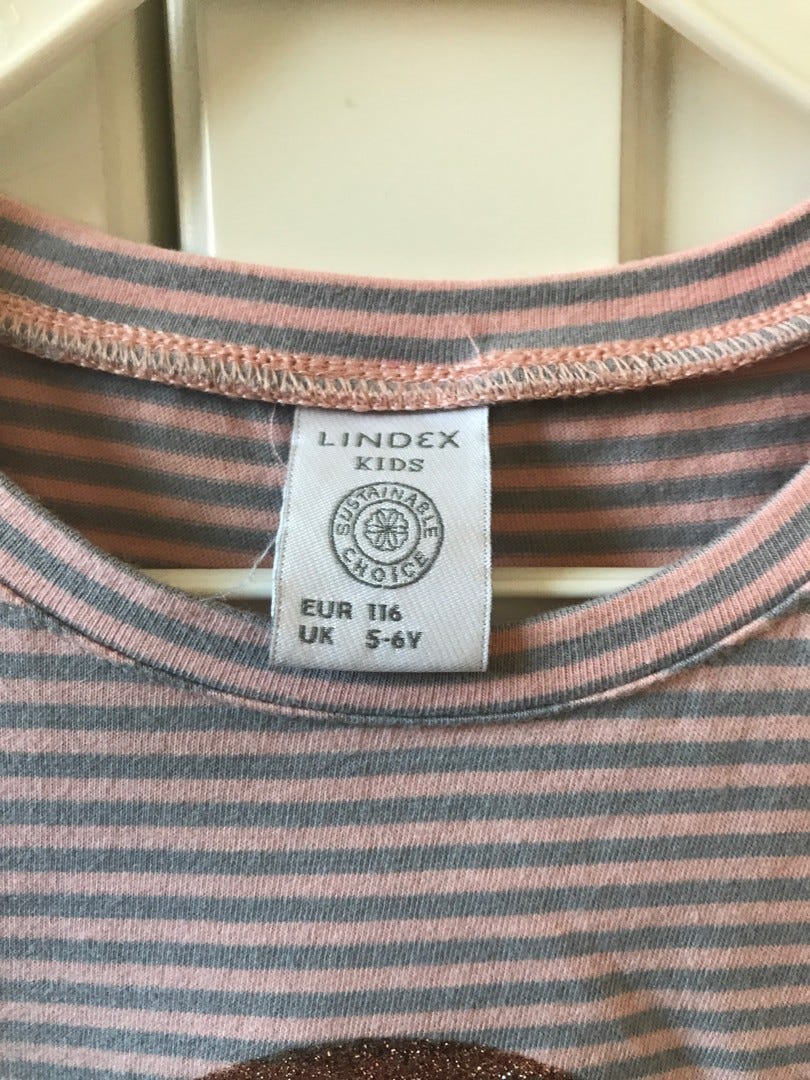 LINDEX
KIDS
SUSTAINABLE
CHOICE
EUR 116
UK 5-6Y